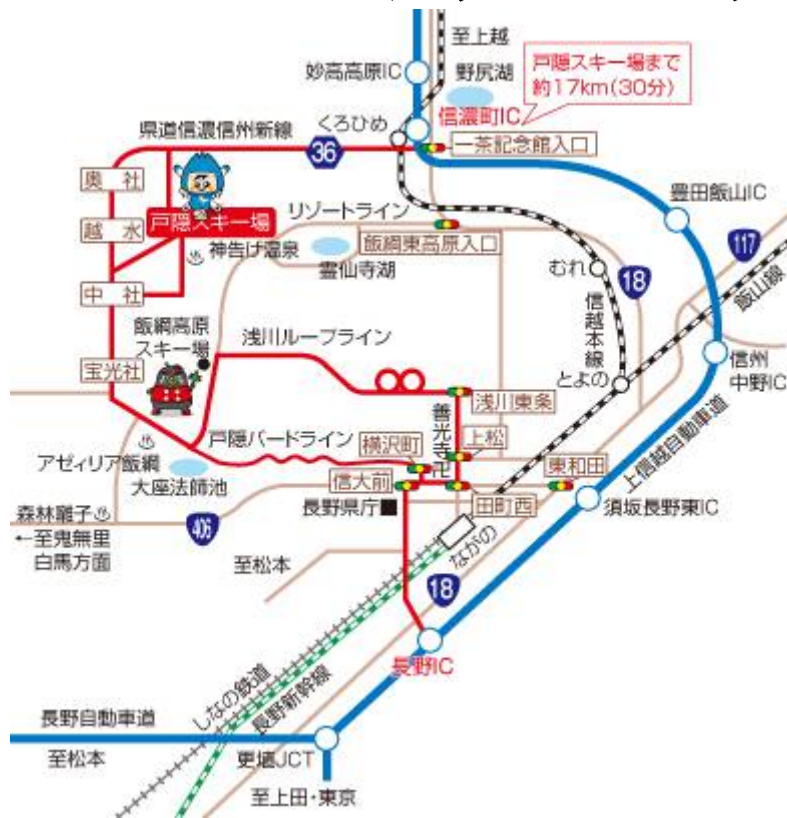 至上越
妙高高原IC
野尻湖
戸隠スキー場まで
約17km(30分)
信濃町IC
くろひめ
県道信濃信州新線
36
一茶記念館入口
奥社
豊田飯山IC
越水
戸隠スキー場
リゾートライン
神告げ温泉
飯綱東高原入口
117
霊仙寺湖
むれ
18
飯山線
中社
飯綱高原
スキー場
浅川ループライン
信越本線
信州
中野IC
宝光社
とよの
浅川東条
善光寺卍
上松
戸隠バードライン
横沢町
上信越自動車道
アゼィリア飯綱
大座法師池
信大前
東和田
長野県庁
田町西
須坂長野東IC
森林囃子
406
←至鬼無里
白馬方面
ながの
至松本
18
長野IC
しなの鉄道
長野新幹線
長野自動車道
至松本
更埴JCT
至上田・東京